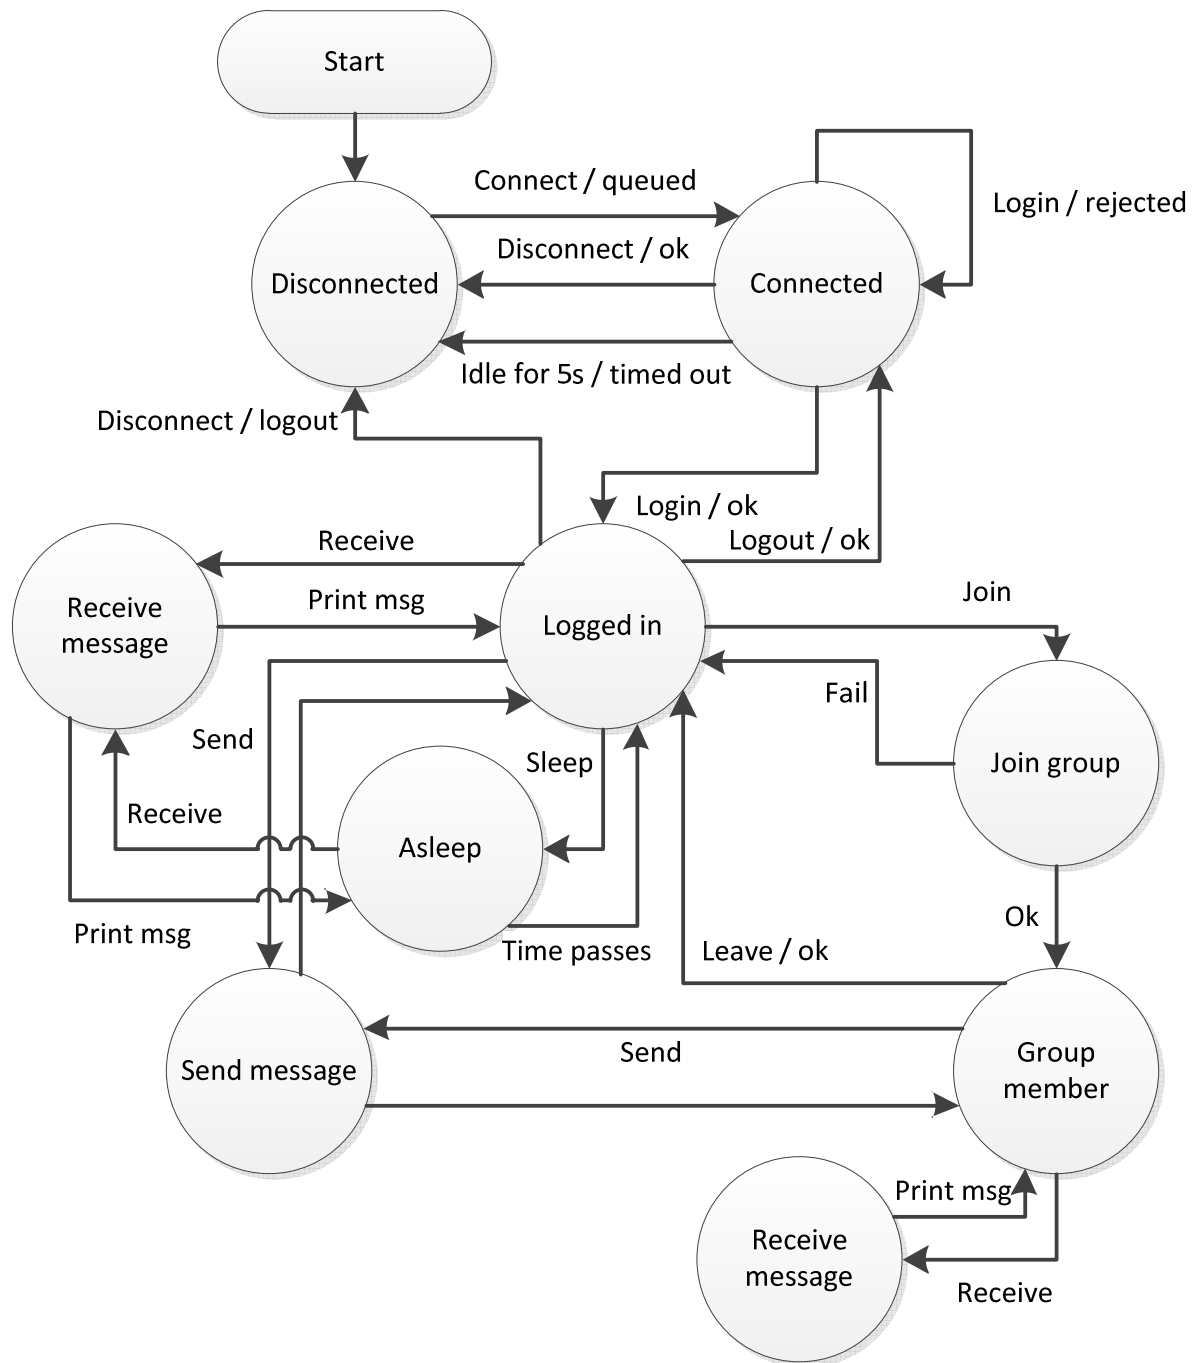 Start
Connect / queued
Login / rejected
Disconnect / ok
Disconnected
Connected
Idle for 5s / timed out
Disconnect / logout
Login / ok
Logout / ok
Receive
Join
Print msg
Receive
message
Logged in
Fail
Send
Sleep
Join group
Receive
Asleep
Ok
Print msg
Time passes
Leave / ok
Send
Group
member
Send message
Print msg
Receive
message
Receive